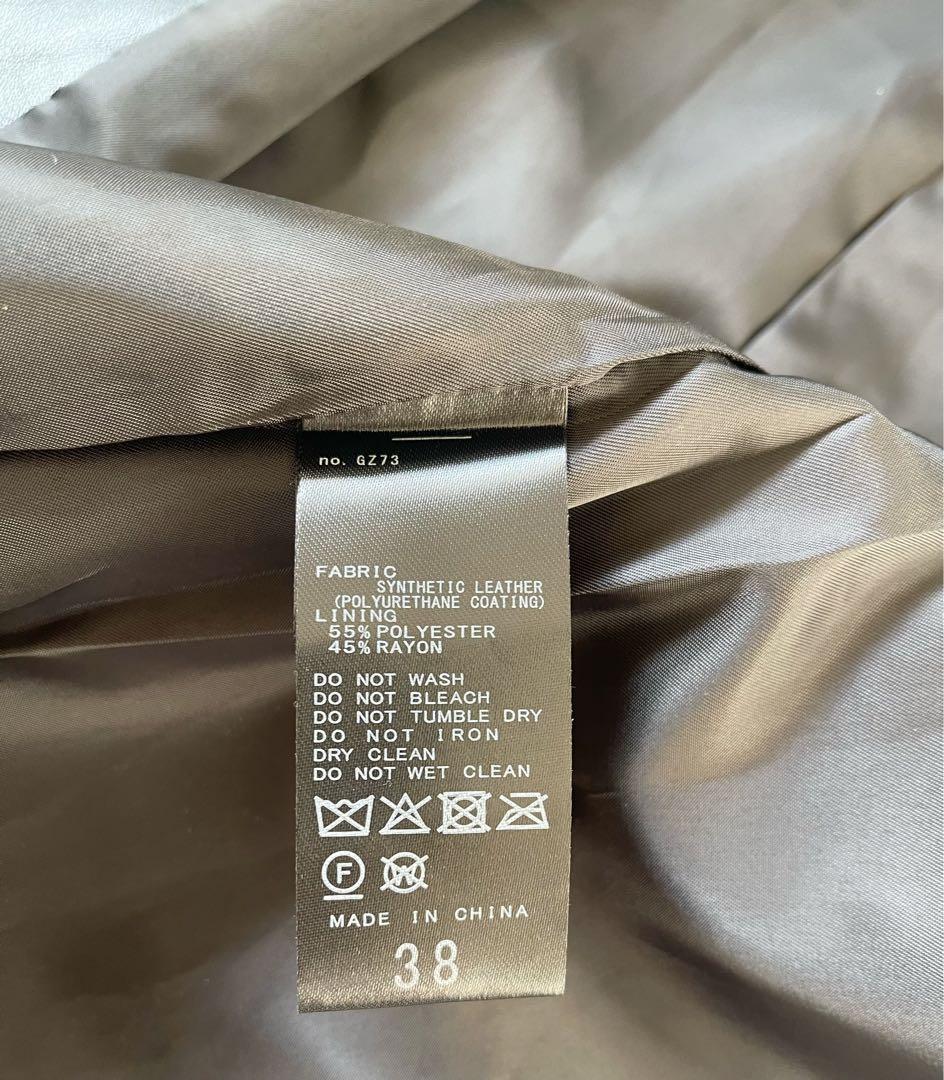 no. GZ73
FABRIC
SYNTHETIC LEATHER
(POLYURETHANE COATING)
LINING
55%POLYESTER
45%RAYON
DO NOT WASH
DO NOT BLEACH
DO NOT TUMBLE DRY
DO NOT IRON
DRY CLEAN
DO NOT WET CLEAN
F W
MADE IN CHINA
38